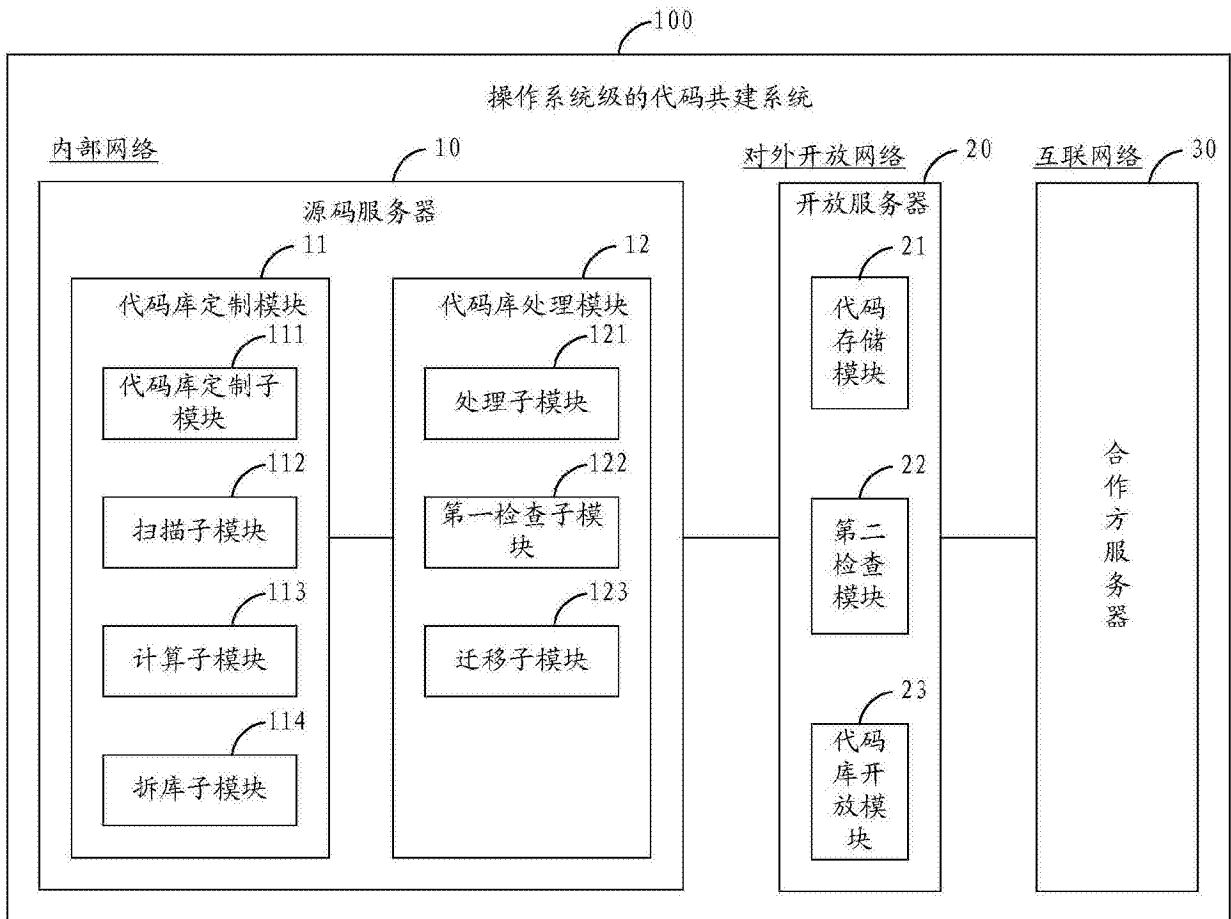 100
操作系统级的代码共建系统
内部网络
10
对外开放网络
20
互联网络
30
源码服务器
开放服务器
11
12
21
代码库定制模块
代码库处理模块
代码
存储
模块
111
121
代码库定制子
模块
处理子模块
112
122
22
扫描子模块
第一检查子模
块
第二
检查
模块
合
作
方
服
务
器
113
123
计算子模块
迁移子模块
114
23
拆库子模块
代码
库开
放模
块